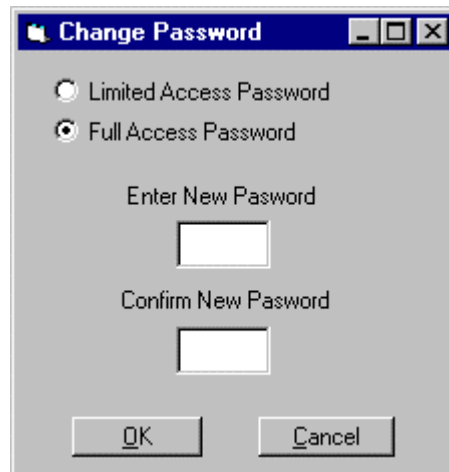 Change Password
Limited Access Password
Full Access Password
Enter New Pasword
Confirm New Pasword
OK Cancel